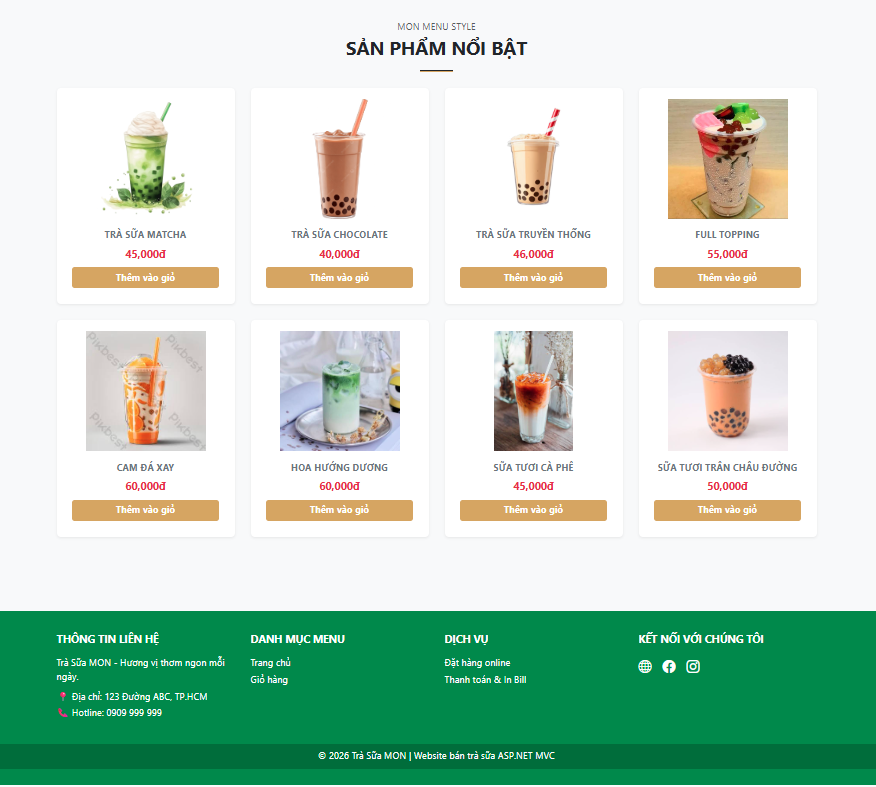 MON MENU STYLE
SẢN PHẨM NỔI BẬT
TRÀ SỮA MATCHA
45,000đ
Thêm vào giỏ
TRÀ SỮA CHOCOLATE
40,000đ
Thêm vào giỏ
TRÀ SỮA TRUYỀN THỐNG
46,000đ
Thêm vào giỏ
FULL TOPPING
55,000đ
Thêm vào giỏ
Pikbest
Pikbest
Pikbest
Pikbest
CAM ĐÁ XAY
60,000đ
Thêm vào giỏ
HOA HƯỚNG DƯƠNG
60,000đ
Thêm vào giỏ
SỮA TƯƠI CÀ PHÊ
45,000đ
Thêm vào giỏ
SỮA TƯƠI TRÂN CHÂU ĐƯỜNG
50,000đ
Thêm vào giỏ
THÔNG TIN LIÊN HỆ
Trà Sữa MON - Hương vị thơm ngon mỗi
ngày.
Địa chỉ: 123 Đường ABC, TP.HCM
Hotline: 0909 999 999
DANH MỤC MENU
Trang chủ
Giỏ hàng
DỊCH VỤ
Đặt hàng online
Thanh toán & In Bill
KẾT NỐI VỚI CHÚNG TÔI
© 2026 Trà Sữa MON | Website bán trà sữa ASP.NET MVC